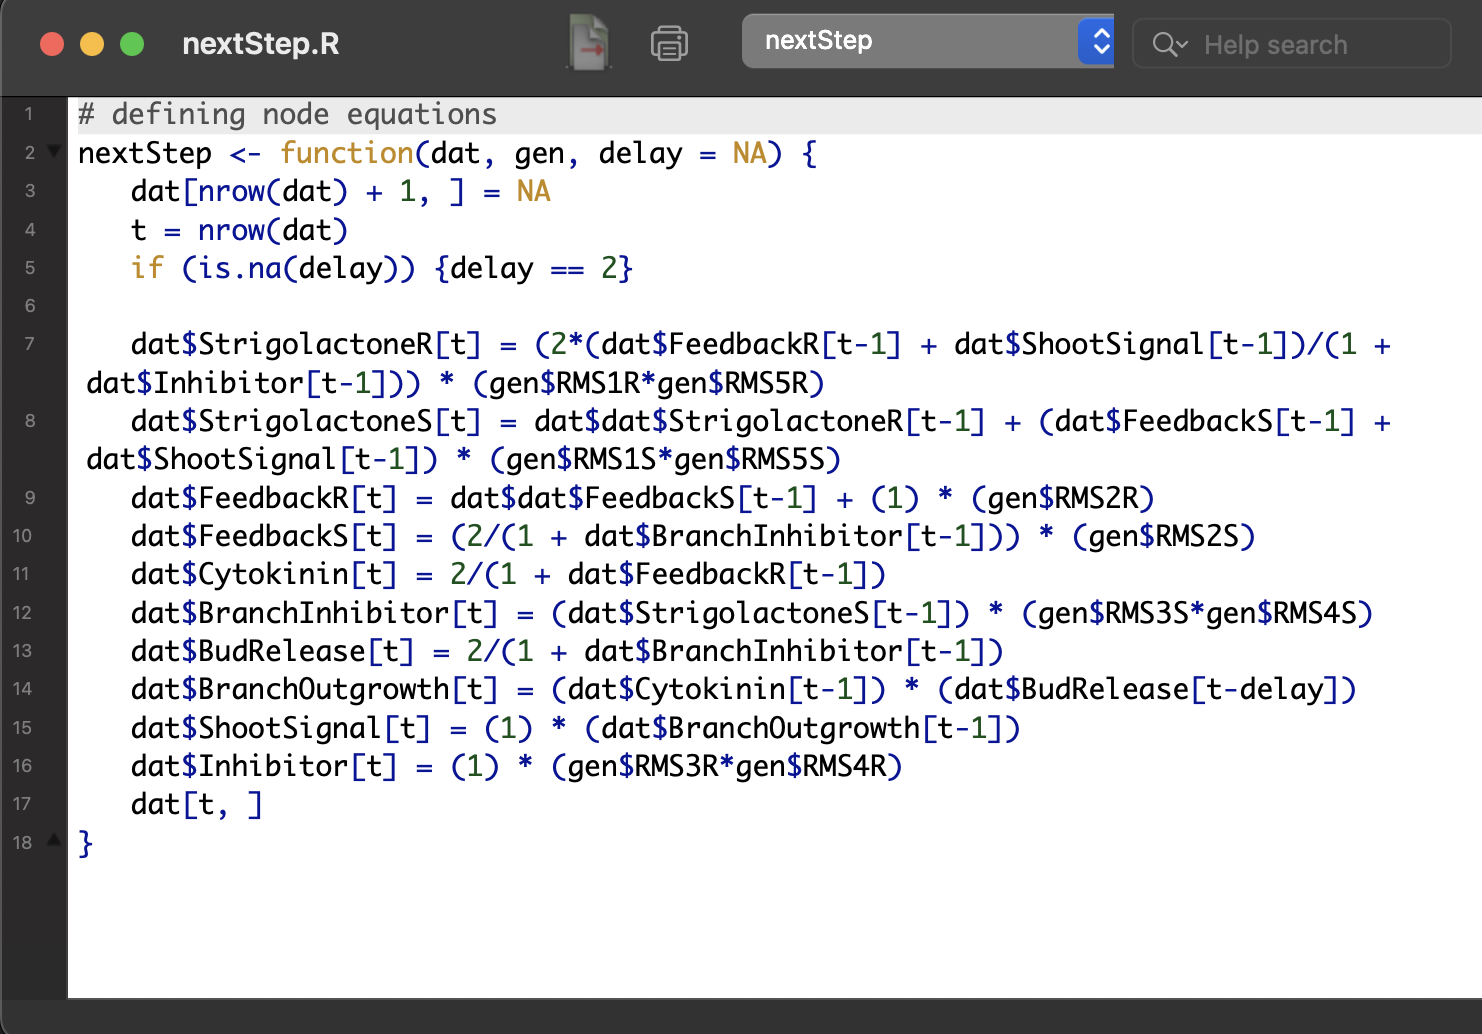 nextStep.R
nextStep
Help search
1 # defining node equations
2 nextStep <- function(dat, gen, delay = NA) {
3 dat[nrow(dat) + 1, ] = NA
4 t = nrow(dat)
5 if (is.na(delay)) {delay == 2}
6
7 dat$StrigolactoneR[t] = (2*(dat$FeedbackR[t-1] + dat$ShootSignal[t-1])/(1 +
dat$Inhibitor[t-1])) * (gen$RMS1R*gen$RMS5R)
8 dat$StrigolactoneS[t] = dat$dat$StrigolactoneR[t-1] + (dat$FeedbackS[t-1] +
dat$ShootSignal[t-1]) * (gen$RMS1S*gen$RMS5S)
9 dat$FeedbackR[t] = dat$dat$FeedbackS[t-1] + (1) * (gen$RMS2R)
10 dat$FeedbackS[t] = (2/(1 + dat$BranchInhibitor[t-1])) * (gen$RMS2S)
11 dat$Cytokinin[t] = 2/(1 + dat$FeedbackR[t-1])
12 dat$BranchInhibitor[t] = (dat$StrigolactoneS[t-1]) * (gen$RMS3S*gen$RMS4S)
13 dat$BudRelease[t] = 2/(1 + dat$BranchInhibitor[t-1])
14 dat$BranchOutgrowth[t] = (dat$Cytokinin[t-1]) * (dat$BudRelease[t-delay])
15 dat$ShootSignal[t] = (1) * (dat$BranchOutgrowth[t-1])
16 dat$Inhibitor[t] = (1) * (gen$RMS3R*gen$RMS4R)
17 dat[t, ]
18 }